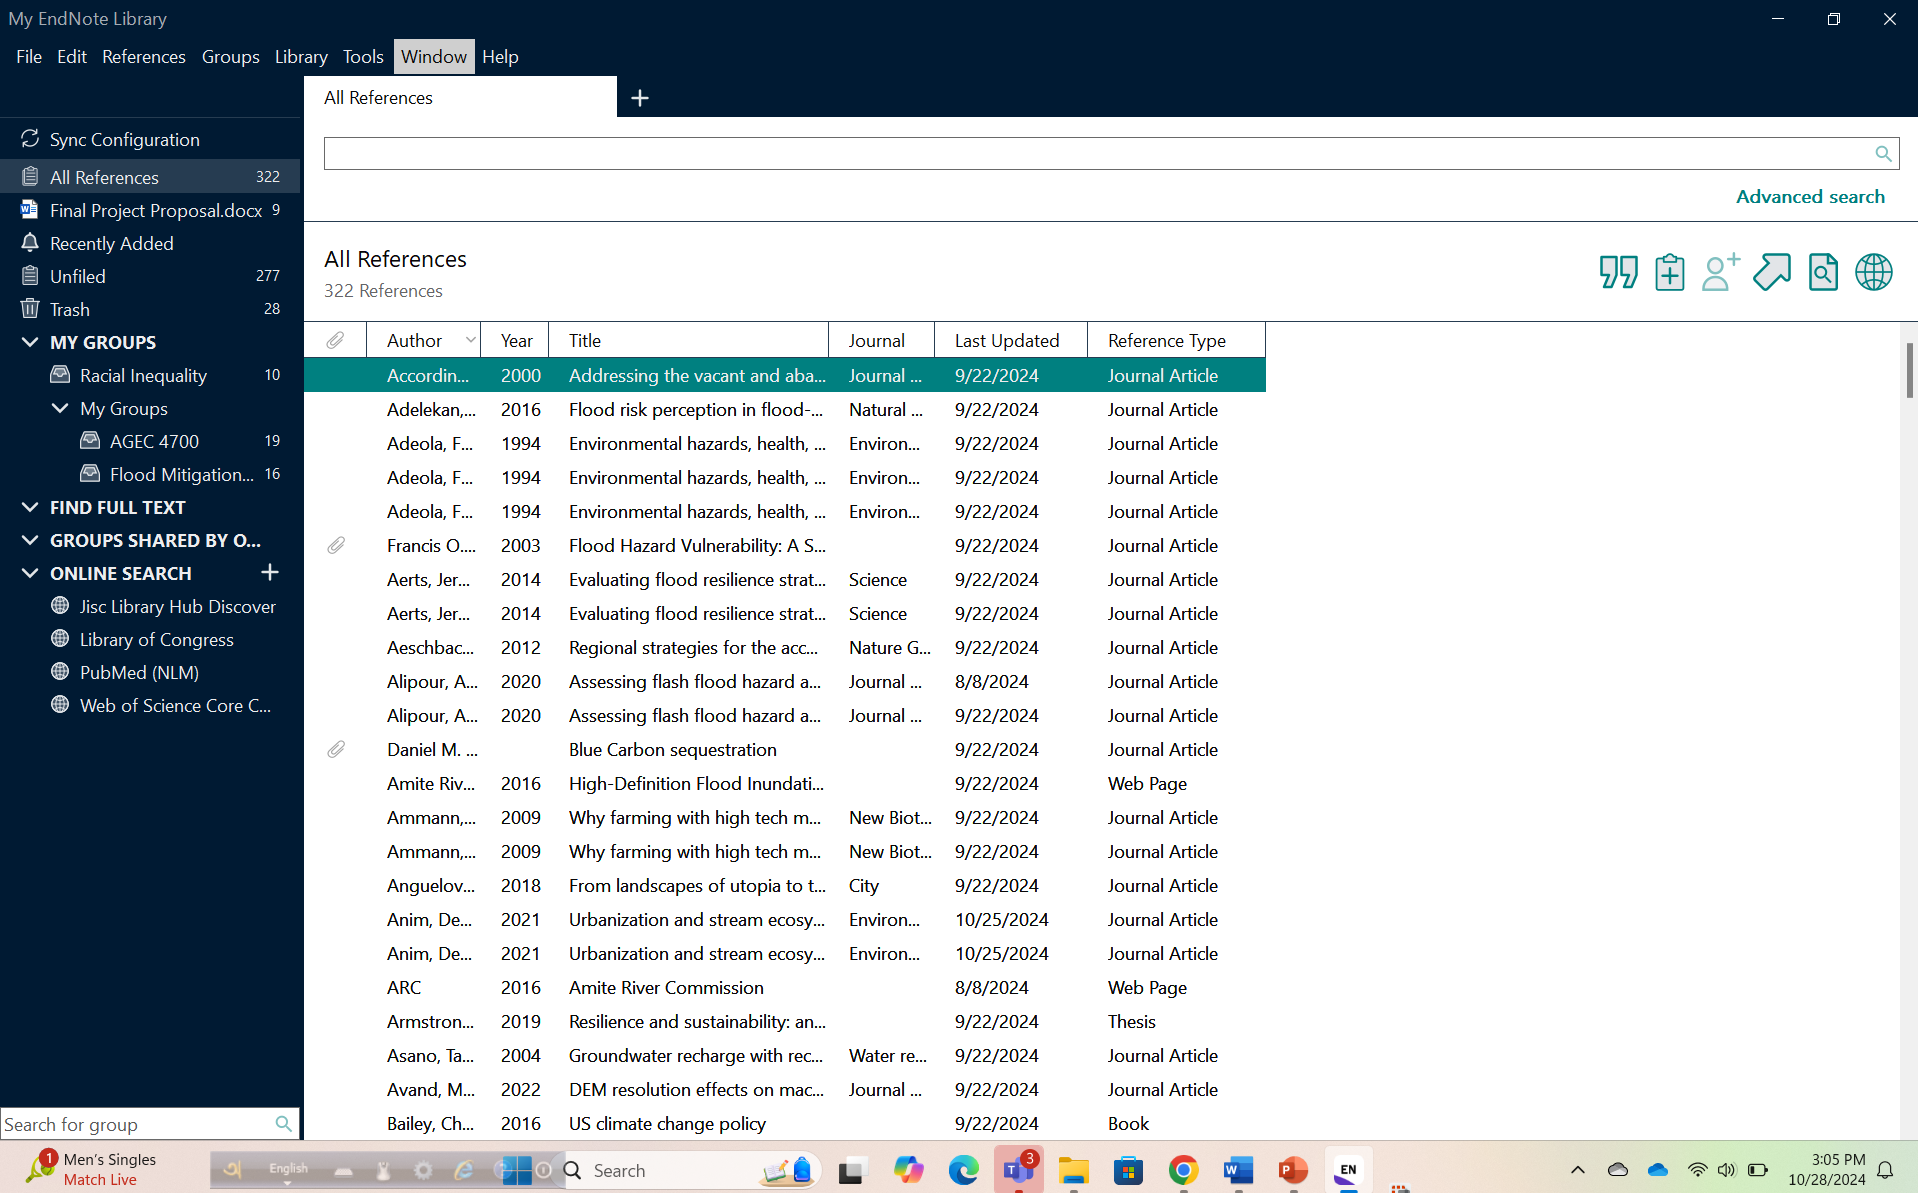 My EndNote Library
File Edit References Groups Library Tools Window Help
All References
Sync Configuration
All References 322
Final Project Proposal.docx 9
Recently Added
Unfiled 277
Trash 28
MY GROUPS
Racial Inequality 10
My Groups
AGEC 4700 19
Flood Mitigation... 16
FIND FULL TEXT
GROUPS SHARED BY O...
ONLINE SEARCH
Jisc Library Hub Discover
Library of Congress
PubMed (NLM)
Web of Science Core C...
Search for group
Advanced search
All References
322 References
Author Year Title Journal Last Updated Reference Type
Accordin... 2000 Addressing the vacant and aba... Journal ... 9/22/2024 Journal Article
Adelekan,... 2016 Flood risk perception in flood-... Natural ... 9/22/2024 Journal Article
Adeola, F... 1994 Environmental hazards, health, ... Environ... 9/22/2024 Journal Article
Adeola, F... 1994 Environmental hazards, health, ... Environ... 9/22/2024 Journal Article
Adeola, F... 1994 Environmental hazards, health, ... Environ... 9/22/2024 Journal Article
Francis O.... 2003 Flood Hazard Vulnerability: A S... 9/22/2024 Journal Article
Aerts, Jer... 2014 Evaluating flood resilience strat... Science 9/22/2024 Journal Article
Aerts, Jer... 2014 Evaluating flood resilience strat... Science 9/22/2024 Journal Article
Aeschbac... 2012 Regional strategies for the acc... Nature G... 9/22/2024 Journal Article
Alipour, A... 2020 Assessing flash flood hazard a... Journal ... 8/8/2024 Journal Article
Alipour, A... 2020 Assessing flash flood hazard a... Journal ... 9/22/2024 Journal Article
Daniel M. ... Blue Carbon sequestration 9/22/2024 Journal Article
Amite Riv... 2016 High-Definition Flood Inundati... 9/22/2024 Web Page
Ammann,... 2009 Why farming with high tech m... New Biot... 9/22/2024 Journal Article
Ammann,... 2009 Why farming with high tech m... New Biot... 9/22/2024 Journal Article
Anguelov... 2018 From landscapes of utopia to t... City 9/22/2024 Journal Article
Anim, De... 2021 Urbanization and stream ecosy... Environ... 10/25/2024 Journal Article
Anim, De... 2021 Urbanization and stream ecosy... Environ... 10/25/2024 Journal Article
ARC 2016 Amite River Commission 8/8/2024 Web Page
Armstron... 2019 Resilience and sustainability: an... 9/22/2024 Thesis
Asano, Ta... 2004 Groundwater recharge with rec... Water re... 9/22/2024 Journal Article
Avand, M... 2022 DEM resolution effects on mac... Journal ... 9/22/2024 Journal Article
Bailey, Ch... 2016 US climate change policy 9/22/2024 Book
1 Men's Singles
Match Live
English
Search
3
EN
3:05 PM
10/28/2024